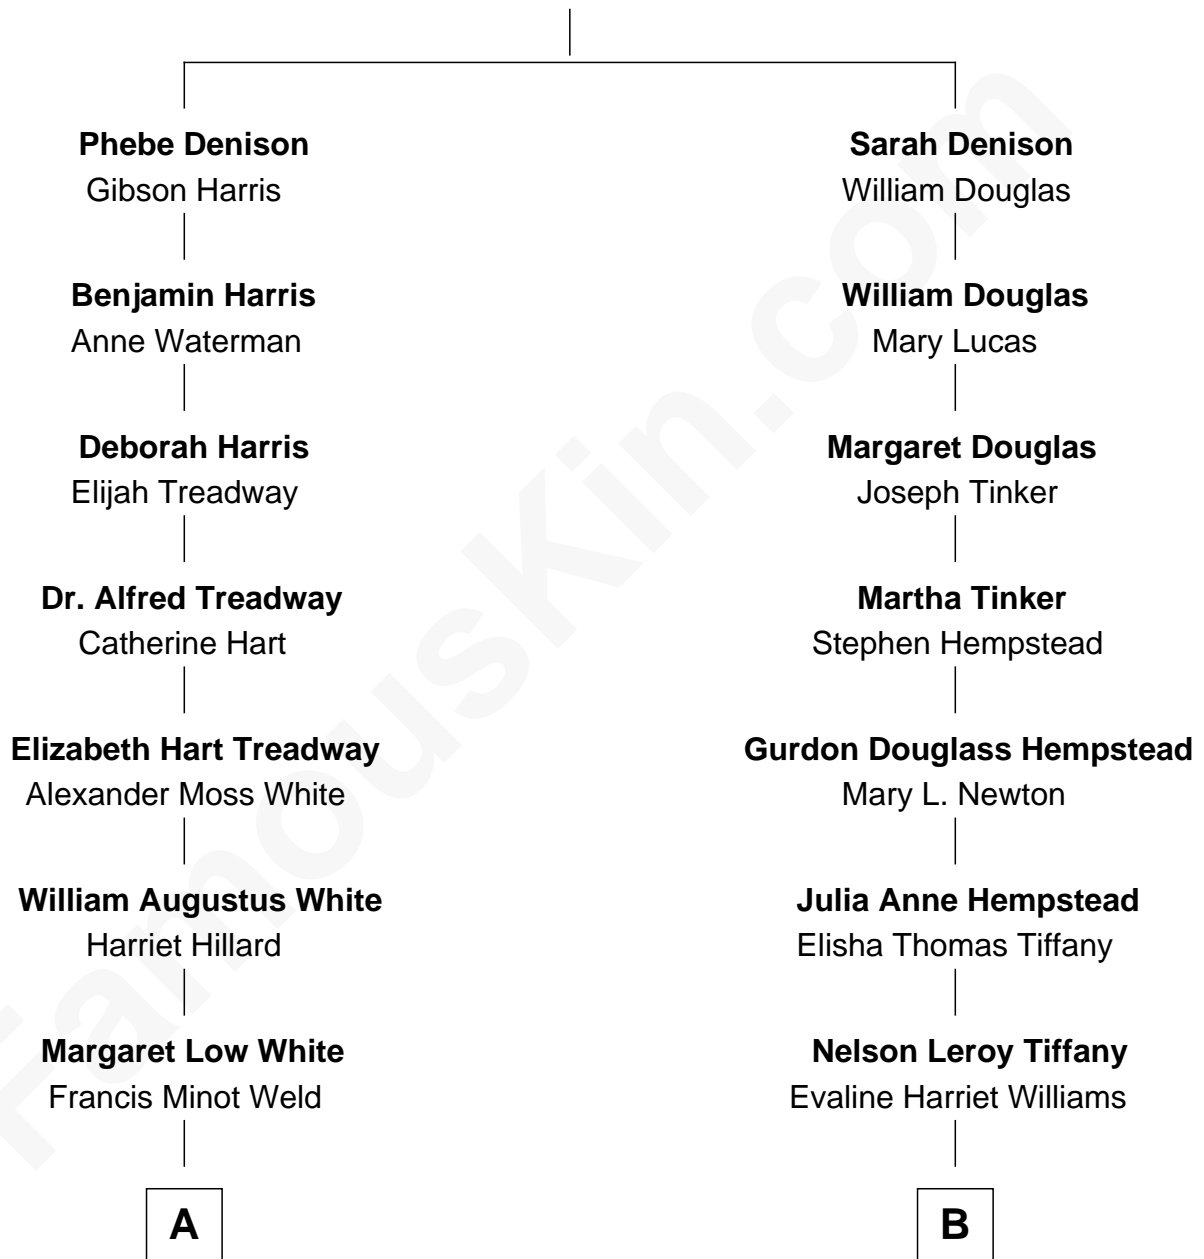 Phebe Denison
Gibson Harris
Benjamin Harris
Anne Waterman
Deborah Harris
Elijah Treadway
Dr. Alfred Treadway
Catherine Hart
Elizabeth Hart Treadway
Alexander Moss White
William Augustus White
Harriet Hillard
Margaret Low White
Francis Minot Weld
A
Sarah Denison
William Douglas
William Douglas
Mary Lucas
Margaret Douglas
Joseph Tinker
Martha Tinker
Stephen Hempstead
Gurdon Douglass Hempstead
Mary L. Newton
Julia Anne Hempstead
Elisha Thomas Tiffany
Nelson Leroy Tiffany
Evaline Harriet Williams
B
FamousKin.com